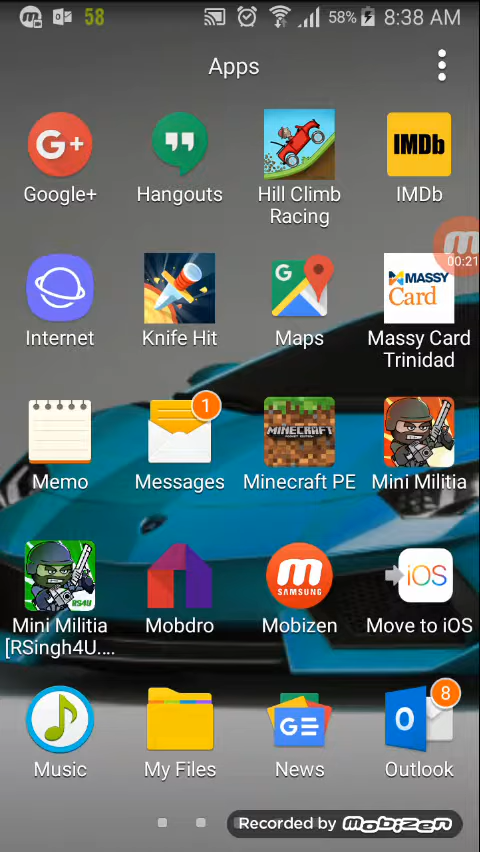 58
58%
8:38 AM
Apps
Google+
Hangouts
Hill Climb
Racing
IMDb
IMDb
00:21
MASSY
Card
Internet
Knife Hit
Maps
Massy Card
Trinidad
MINECRAFT
1
Memo
Messages
Minecraft PE
Mini Militia
RS4U
SAMSUNG
iOS
Mini Militia
[RSingh4U....
Mobdro
Mobizen
Move to iOS
8
Music
My Files
News
Outlook
Recorded by Mobizen